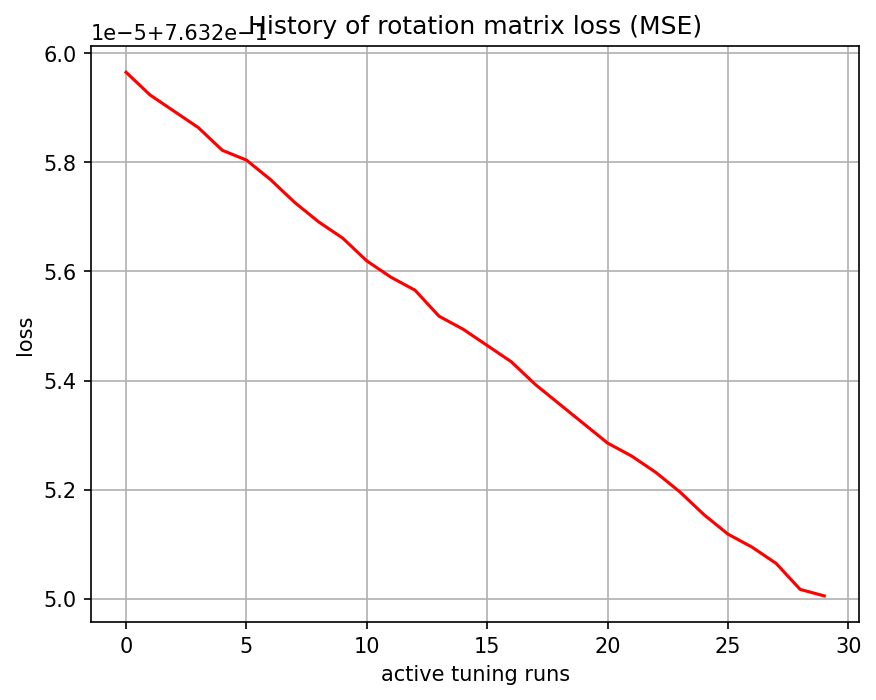 1e−5+7.632e−1
History of rotation matrix loss (MSE)
6.0
5.8
5.6
5.4
5.2
5.0
loss
0 5 10 15 20 25 30
active tuning runs